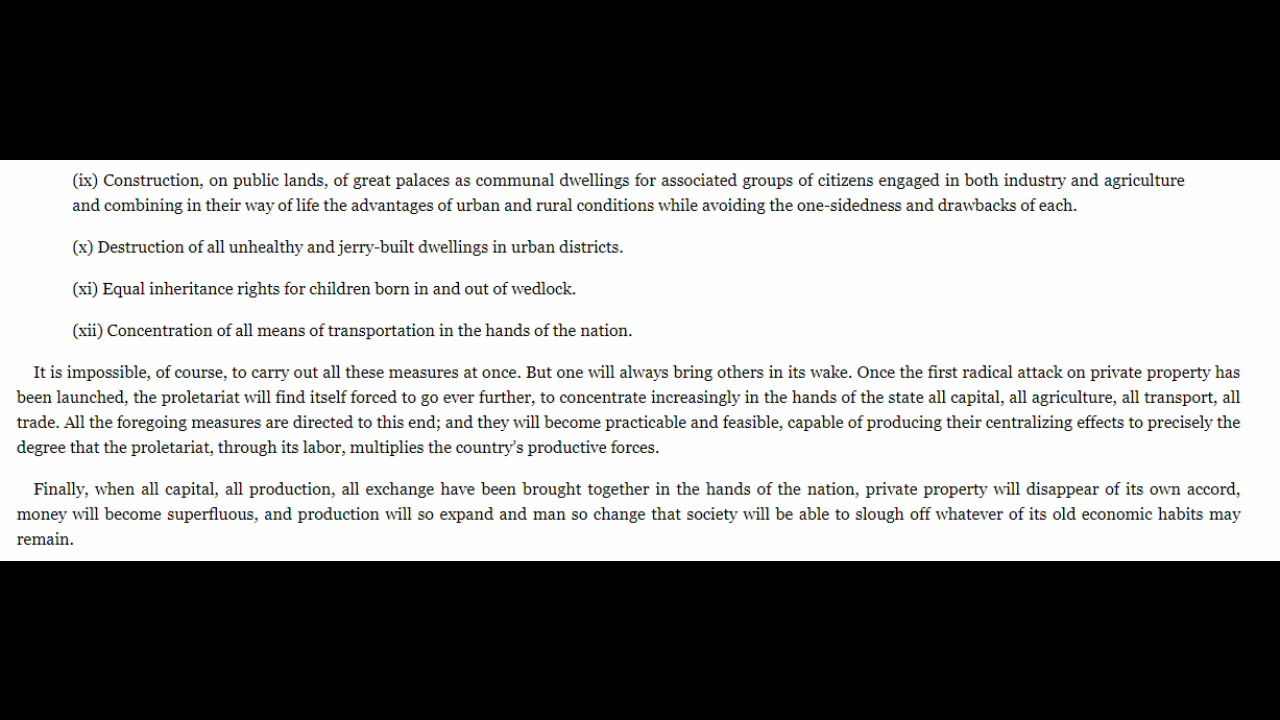 (ix) Construction, on public lands, of great palaces as communal dwellings for associated groups of citizens engaged in both industry and agriculture
and combining in their way of life the advantages of urban and rural conditions while avoiding the one-sidedness and drawbacks of each.
(x) Destruction of all unhealthy and jerry-built dwellings in urban districts.
(xi) Equal inheritance rights for children born in and out of wedlock.
(xii) Concentration of all means of transportation in the hands of the nation.
It is impossible, of course, to carry out all these measures at once. But one will always bring others in its wake. Once the first radical attack on private property has
been launched, the proletariat will find itself forced to go ever further, to concentrate increasingly in the hands of the state all capital, all agriculture, all transport, all
trade. All the foregoing measures are directed to this end; and they will become practicable and feasible, capable of producing their centralizing effects to precisely the
degree that the proletariat, through its labor, multiplies the country’s productive forces.
Finally, when all capital, all production, all exchange have been brought together in the hands of the nation, private property will disappear of its own accord,
money will become superfluous, and production will so expand and man so change that society will be able to slough off whatever of its old economic habits may
remain.